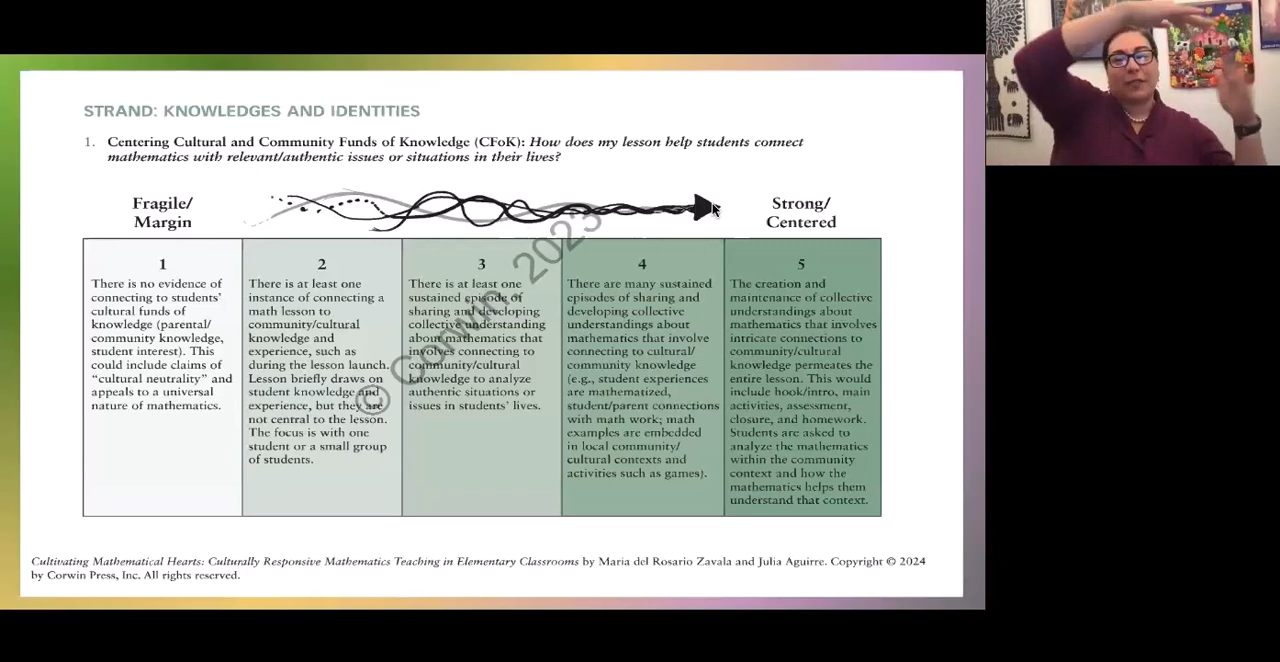 STRAND: KNOWLEDGES AND IDENTITIES
1. Centering Cultural and Community Funds of Knowledge (CFoK): How does my lesson help students connect
mathematics with relevant/authentic issues or situations in their lives?
Fragile/
Margin
Strong/
Centered
1
There is no evidence of
connecting to students'
cultural funds of
knowledge (parental/
community knowledge,
student interest). This
could include claims of
"cultural neutrality" and
appeals to a universal
nature of mathematics.
2
There is at least one
instance of connecting a
math lesson to
community/cultural
knowledge and
experience, such as
during the lesson launch.
Lesson briefly draws on
student knowledge and
experience, but they are
not central to the lesson.
The focus is with one
student or a small group
of students.
3
There is at least one
sustained episode of
sharing and developing
collective understanding
about mathematics that
involves connecting to
community/cultural
knowledge to analyze
authentic situations or
issues in students' lives.
4
There are many sustained
episodes of sharing and
developing collective
understandings about
mathematics that involve
connecting to cultural/
community knowledge
(e.g., student experiences
are mathematized,
student/parent connections
with math work; math
examples are embedded
in local community/
cultural contexts and
activities such as games).
5
The creation and
maintenance of collective
understandings about
mathematics that involves
intricate connections to
community/cultural
knowledge permeates the
entire lesson. This would
include hook/intro, main
activities, assessment,
closure, and homework.
Students are asked to
analyze the mathematics
within the community
context and how the
mathematics helps them
understand that context.
© Corwin, 2023
Cultivating Mathematical Hearts: Culturally Responsive Mathematics Teaching in Elementary Classrooms by Maria del Rosario Zavala and Julia Aguirre. Copyright © 2024
by Corwin Press, Inc. All rights reserved.